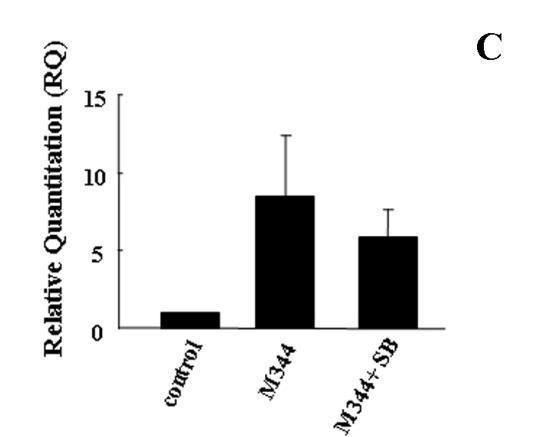 C
Relative Quantitation (RQ)
15
10
5
0
control
M344
M344+ SB